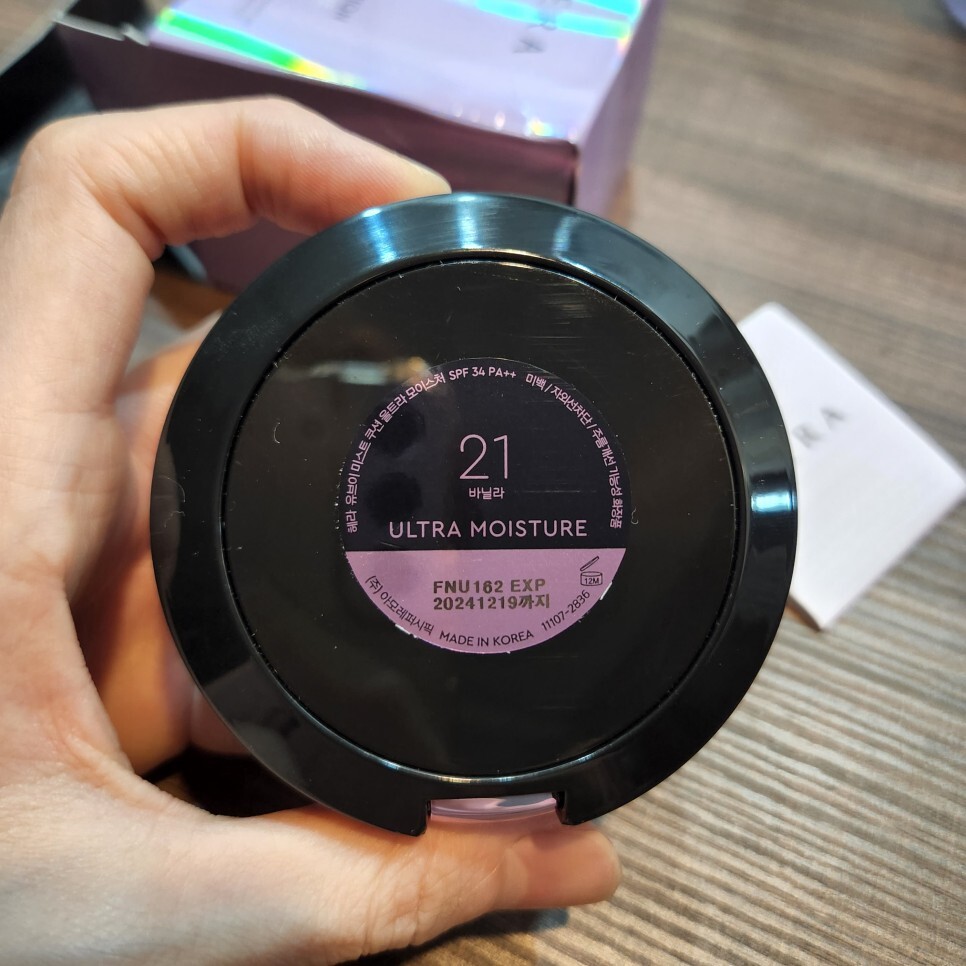 헤라 유브이 미스트 쿠션 울트라 모이스처 SPF 34 PA++ 미백 / 자외선차단 / 주름개선 기능성 화장품
21
바닐라
ULTRA MOISTURE
FNU162 EXP
20241219까지
12M
(주) 아모레퍼시픽 MADE IN KOREA 11107-2836
RA
RA